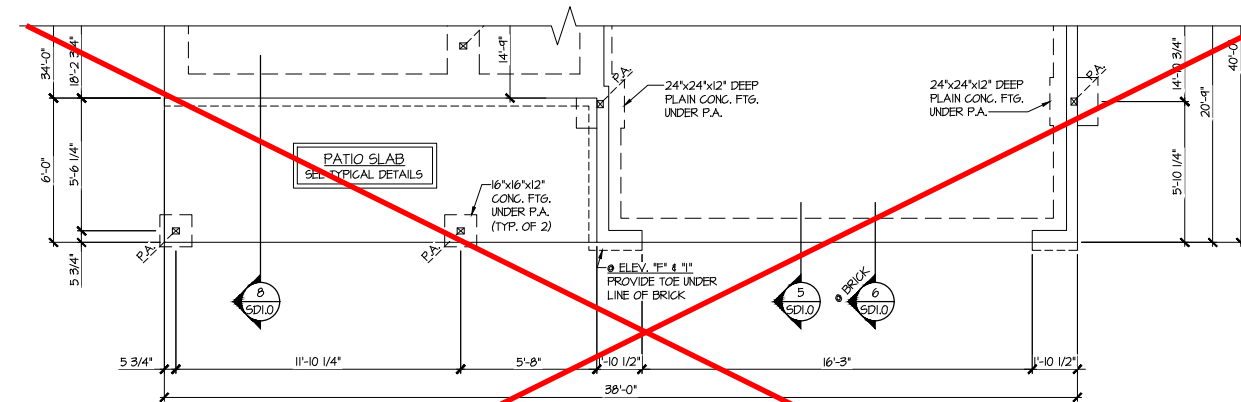 34'-0"
18'-2 3/4"
14'-9"
P.A.
24"x24"x12" DEEP
PLAIN CONC. FTG.
UNDER P.A.
24"x24"x12" DEEP
PLAIN CONC. FTG.
UNDER P.A.
P.A.
14'-10 3/4"
20'-9"
40'-0"
6'-0"
5'-6 1/4"
5 3/4"
PATIO SLAB
SEE TYPICAL DETAILS
16"x16"x12"
CONC. FTG.
UNDER P.A.
(TYP. OF 2)
5'-10 1/4"
P.A.
P.A.
@ ELEV. "F" & "I"
PROVIDE TOE UNDER
LINE OF BRICK
8
SD1.0
5
SD1.0
@ BRICK
6
SD1.0
5 3/4"
11'-10 1/4"
5'-8"
1'-10 1/2"
16'-3"
1'-10 1/2"
38'-0"